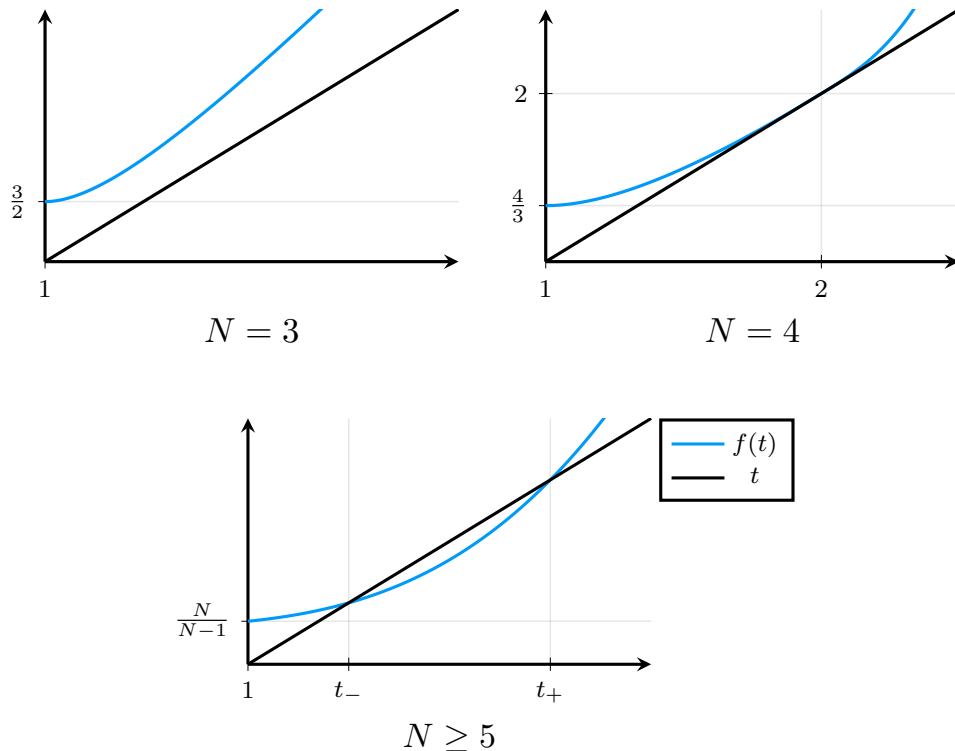 3/2
1
N = 3
2
4/3
1 2
N = 4
f(t)
t
N/N−1
1 t₋ t₊
N ≥ 5